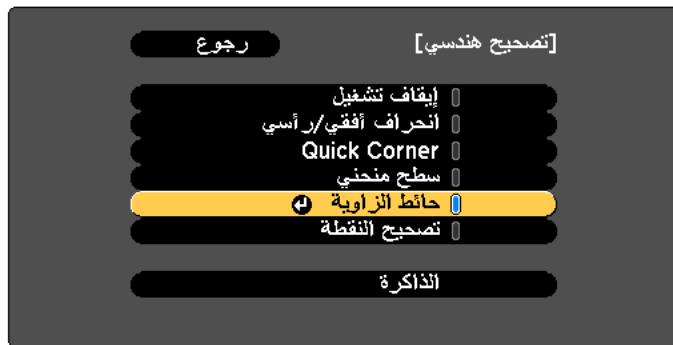 [تصحيح هندسي]
رجوع
إيقاف تشغيل
انحراف أفقي/رأسي
Quick Corner
سطح منحني
حائط الزاوية
تصحيح النقطة
الذاكرة